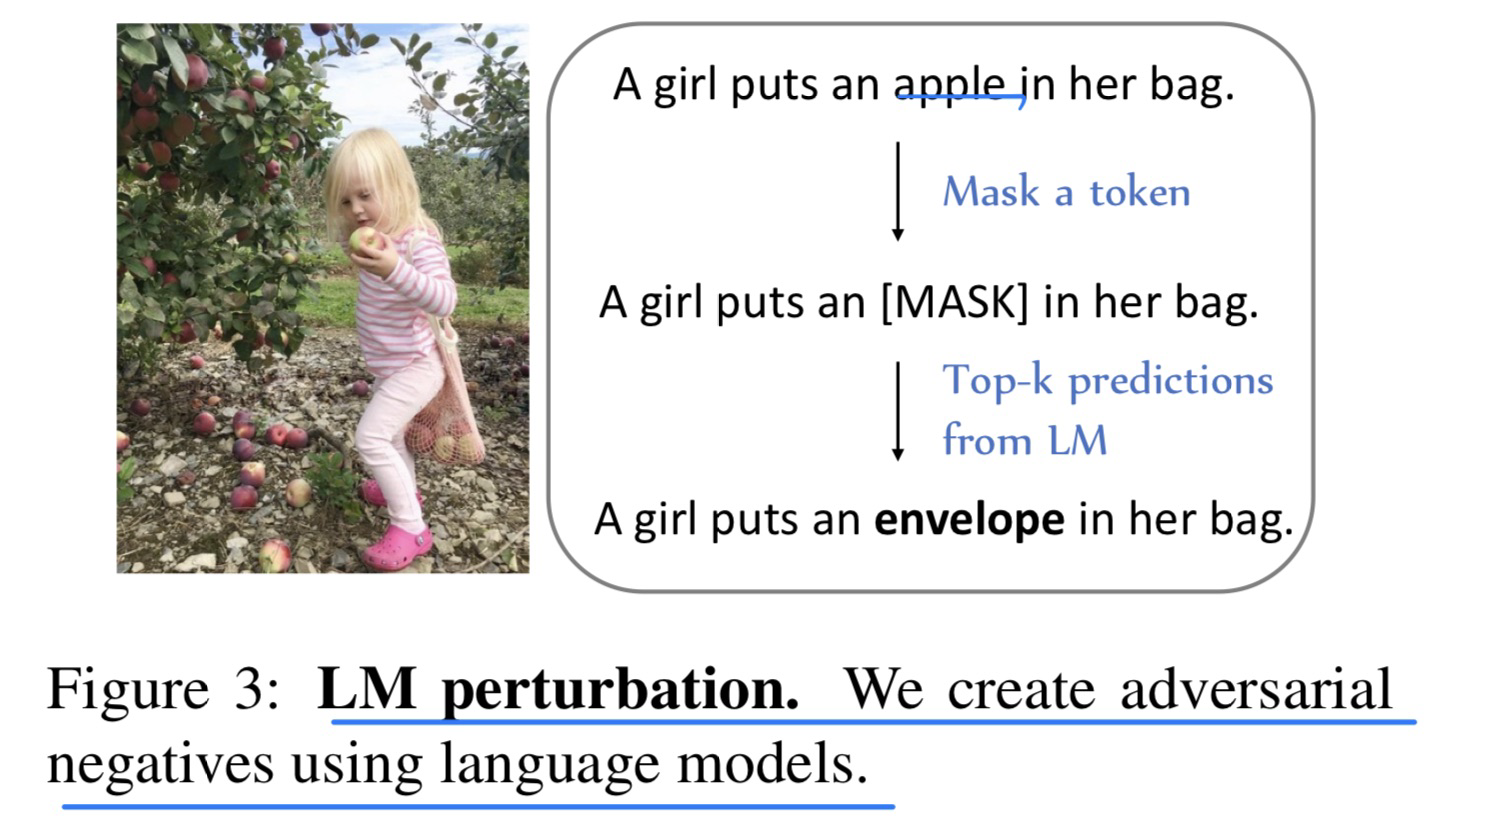 A girl puts an apple in her bag.
Mask a token
A girl puts an [MASK] in her bag.
Top-k predictions
from LM
A girl puts an envelope in her bag.
Figure 3: LM perturbation. We create adversarial
negatives using language models.